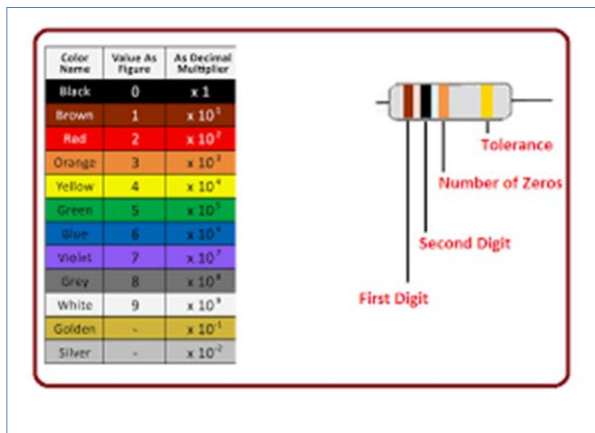 Color Name Value As Figure As Decimal Multiplier
Black 0 x 1
Brown 1 x 10¹
Red 2 x 10²
Orange 3 x 10³
Yellow 4 x 10⁴
Green 5 x 10⁵
Blue 6 x 10⁶
Violet 7 x 10⁷
Grey 8 x 10⁸
White 9 x 10⁹
Golden - x 10⁻¹
Silver - x 10⁻²
Tolerance
Number of Zeros
Second Digit
First Digit